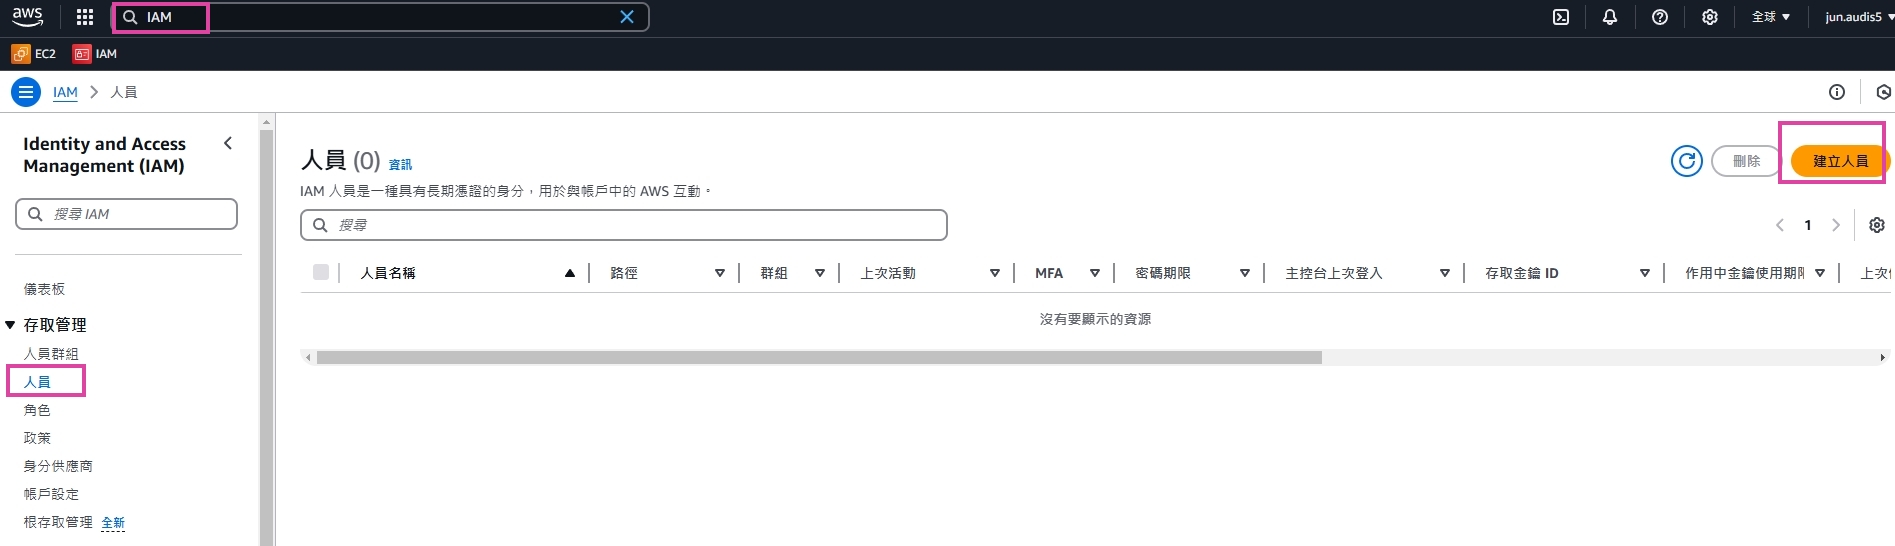 aws
IAM
全球
jun.audis5
EC2
IAM
IAM
人員
Identity and Access
Management (IAM)
搜尋 IAM
儀表板
存取管理
人員群組
人員
角色
政策
身分供應商
帳戶設定
根存取管理 全新
人員 (0) 資訊
刪除
建立人員
IAM 人員是一種具有長期憑證的身分，用於與帳戶中的 AWS 互動。
搜尋
1
人員名稱 路徑 群組 上次活動 MFA 密碼期限 主控台上次登入 存取金鑰 ID 作用中金鑰使用期 上次
沒有要顯示的資源